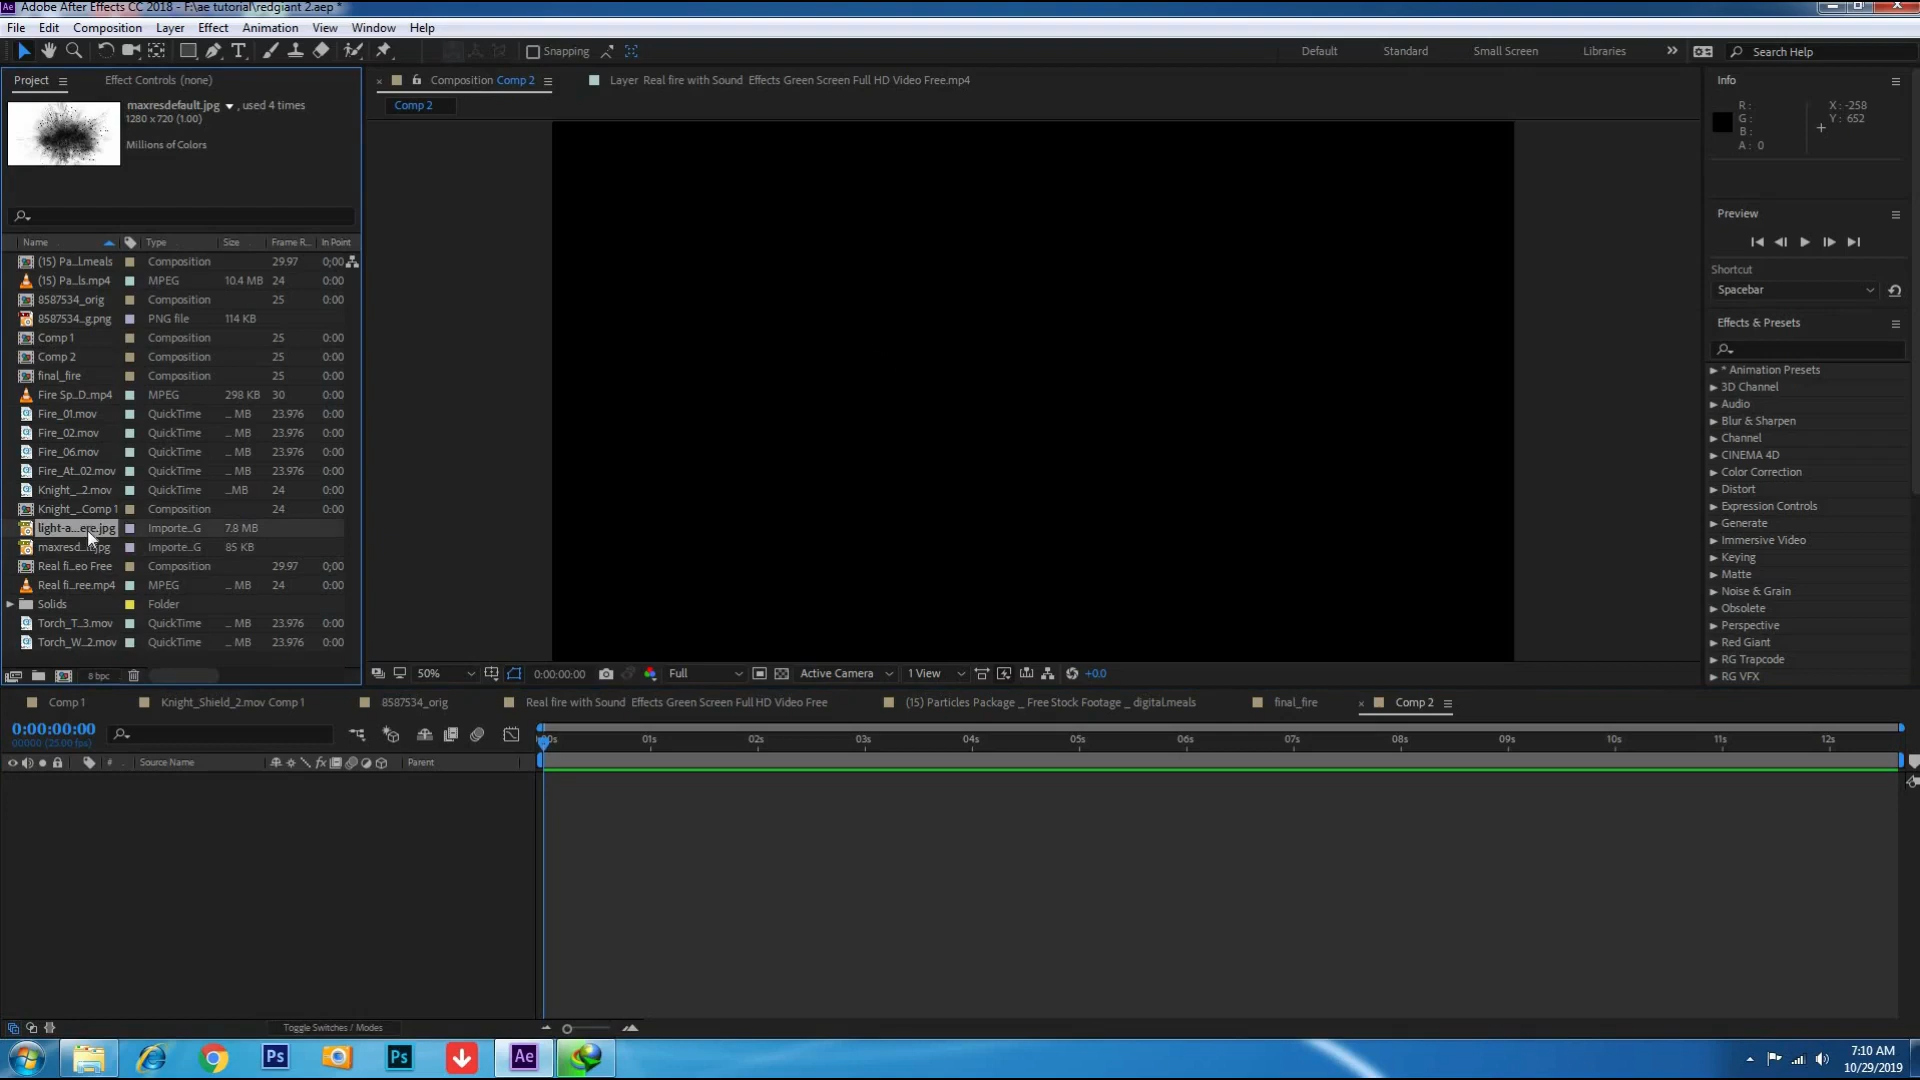 Adobe After Effects CC 2018 - F:\ae tutorial\redgiant 2.aep *
File Edit Composition Layer Effect Animation View Window Help
Snapping
Default Standard Small Screen Libraries Search Help
Project Effect Controls (none)
Composition Comp 2 Layer Real fire with Sound Effects Green Screen Full HD Video Free.mp4
Info
maxresdefault.jpg , used 4 times
1280 x 720 (1.00)
Millions of Colors
Comp 2
R :
G :
B :
A : 0
X : -258
Y : 652
Preview
Shortcut
Spacebar
Effects & Presets
Name Type Size Frame R... In Point
(15) Pa...l.meals Composition 29.97 0;00
(15) Pa...ls.mp4 MPEG 10.4 MB 24 0:00
8587534_orig Composition 25 0:00
8587534...g.png PNG file 114 KB
Comp 1 Composition 25 0:00
Comp 2 Composition 25 0:00
final_fire Composition 25 0:00
Fire Sp...D.mp4 MPEG 298 KB 30 0:00
Fire_01.mov QuickTime ... MB 23.976 0:00
Fire_02.mov QuickTime ... MB 23.976 0:00
Fire_06.mov QuickTime ... MB 23.976 0:00
Fire_At...02.mov QuickTime ... MB 23.976 0:00
Knight_...2.mov QuickTime ...MB 24 0:00
Knight_...Comp 1 Composition 24 0:00
light-a...ere.jpg Importe...G 7.8 MB
maxresd...jpg Importe...G 85 KB
Real fi...eo Free Composition 29.97 0;00
Real fi...ree.mp4 MPEG ... MB 24 0:00
Solids Folder
Torch_T...3.mov QuickTime ... MB 23.976 0:00
Torch_W...2.mov QuickTime ... MB 23.976 0:00
* Animation Presets
3D Channel
Audio
Blur & Sharpen
Channel
CINEMA 4D
Color Correction
Distort
Expression Controls
Generate
Immersive Video
Keying
Matte
Noise & Grain
Obsolete
Perspective
Red Giant
RG Trapcode
RG VFX
8 bpc
50% 0:00:00:00 Full Active Camera 1 View +0.0
Comp 1 Knight_Shield_2.mov Comp 1 8587534_orig Real fire with Sound Effects Green Screen Full HD Video Free (15) Particles Package _ Free Stock Footage _ digital.meals final_fire Comp 2
0:00:00:00
00000 (25.00 fps)
01s 02s 03s 04s 05s 06s 07s 08s 09s 10s 11s 12s
# Source Name Parent
Toggle Switches / Modes
Ps Ps Ae
7:10 AM
10/29/2019